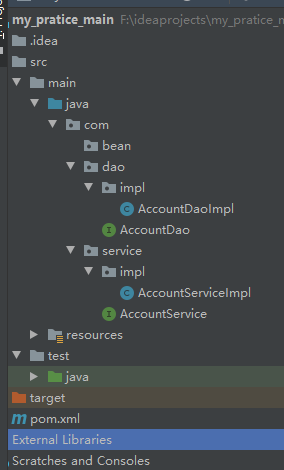 my_pratice_main F:\ideaprojects\my_pratice_m
.idea
src
main
java
com
bean
dao
impl
AccountDaoImpl
AccountDao
service
impl
AccountServiceImpl
AccountService
resources
test
java
target
pom.xml
External Libraries
Scratches and Consoles